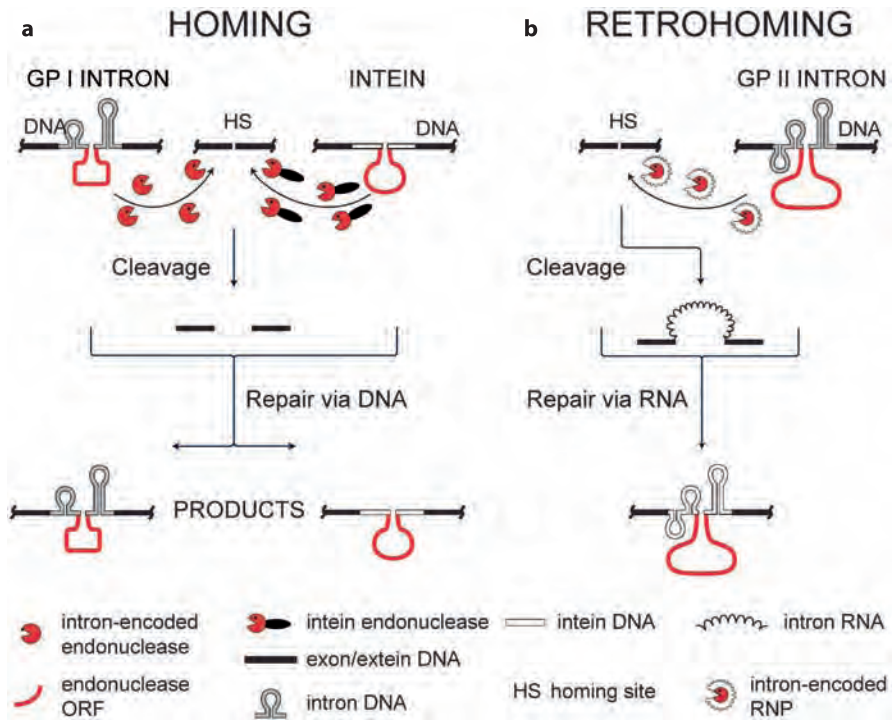 a HOMING
GP I INTRON
INTEIN
DNA
HS
DNA
Cleavage
Repair via DNA
PRODUCTS
b RETROHOMING
GP II INTRON
HS
DNA
Cleavage
Repair via RNA
intron-encoded
endonuclease
endonuclease
ORF
intein endonuclease
exon/extein DNA
intron DNA
intein DNA
HS homing site
intron RNA
intron-encoded
RNP